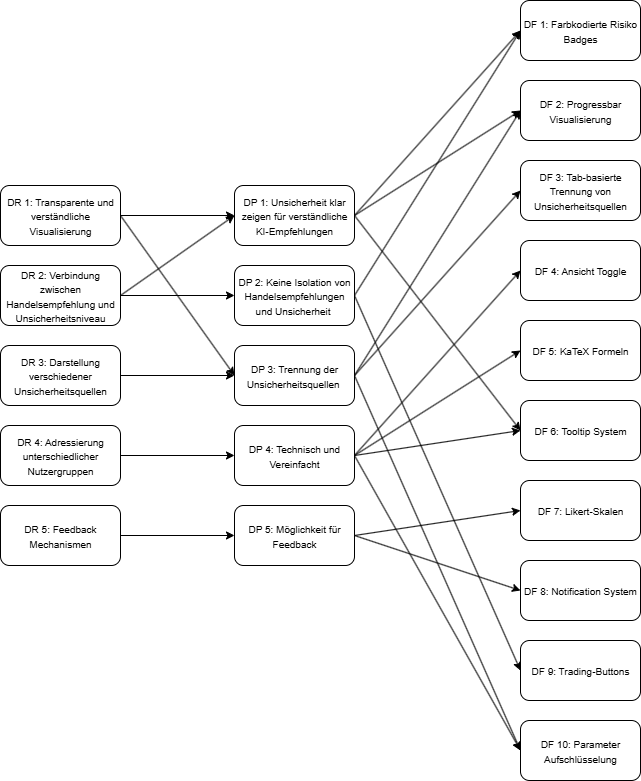 DR 1: Transparente und
verständliche
Visualisierung
DR 2: Verbindung
zwischen
Handelsempfehlung und
Unsicherheitsniveau
DR 3: Darstellung
verschiedener
Unsicherheitsquellen
DR 4: Adressierung
unterschiedlicher
Nutzergruppen
DR 5: Feedback
Mechanismen
DP 1: Unsicherheit klar
zeigen für verständliche
KI-Empfehlungen
DP 2: Keine Isolation von
Handelsempfehlungen
und Unsicherheit
DP 3: Trennung der
Unsicherheitsquellen
DP 4: Technisch und
Vereinfacht
DP 5: Möglichkeit für
Feedback
DF 1: Farbkodierte Risiko
Badges
DF 2: Progressbar
Visualisierung
DF 3: Tab-basierte
Trennung von
Unsicherheitsquellen
DF 4: Ansicht Toggle
DF 5: KaTeX Formeln
DF 6: Tooltip System
DF 7: Likert-Skalen
DF 8: Notification System
DF 9: Trading-Buttons
DF 10: Parameter
Aufschlüsselung